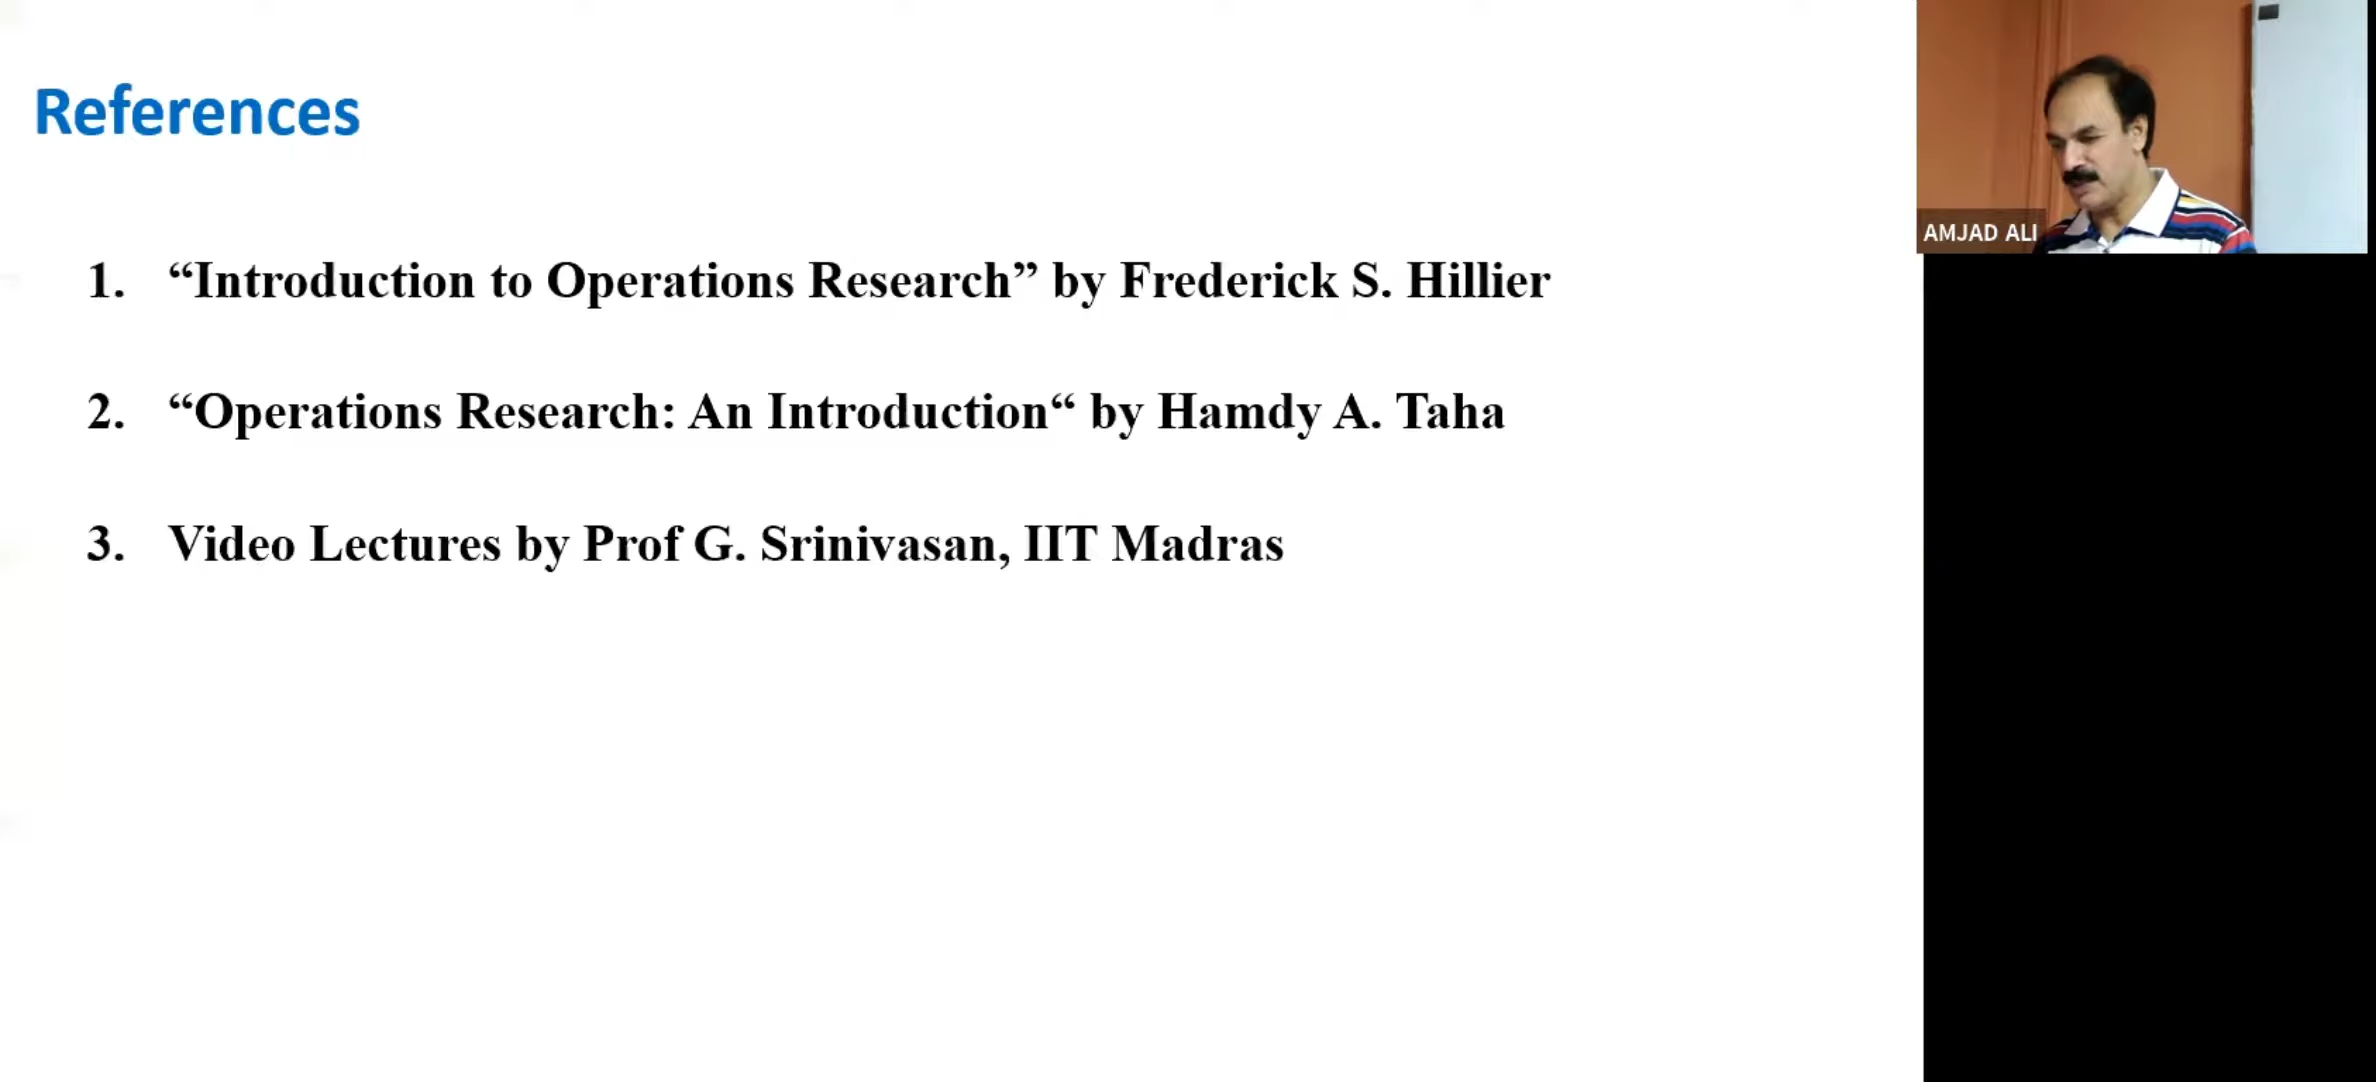 References
AMJAD ALI
1. “Introduction to Operations Research” by Frederick S. Hillier
2. “Operations Research: An Introduction“ by Hamdy A. Taha
3. Video Lectures by Prof G. Srinivasan, IIT Madras